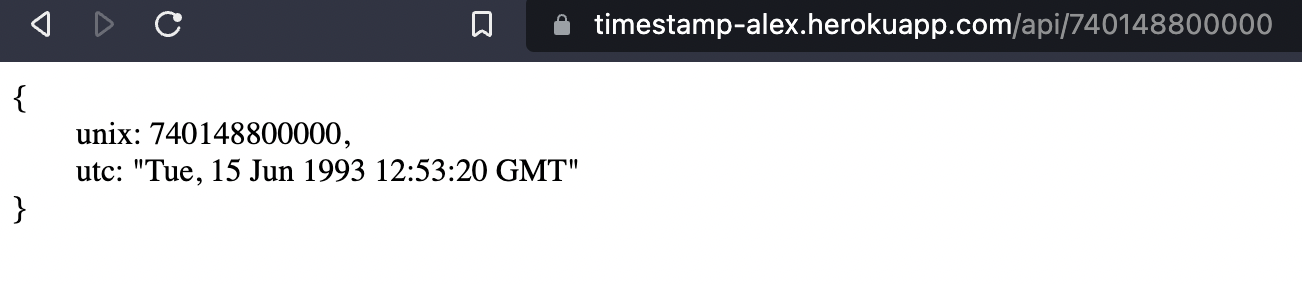 timestamp-alex.herokuapp.com/api/740148800000
{
unix: 740148800000,
utc: "Tue, 15 Jun 1993 12:53:20 GMT"
}